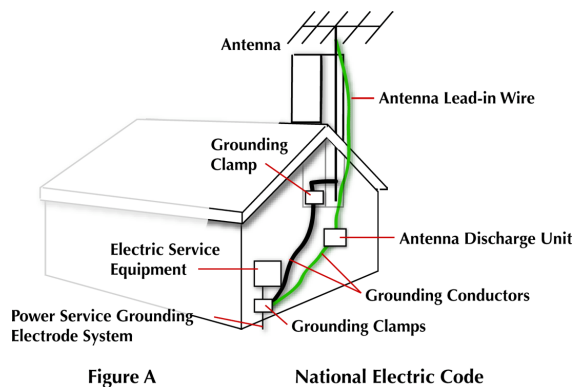 Antenna
Antenna Lead-in Wire
Grounding
Clamp
Antenna Discharge Unit
Electric Service
Equipment
Grounding Conductors
Power Service Grounding
Electrode System
Grounding Clamps
Figure A
National Electric Code